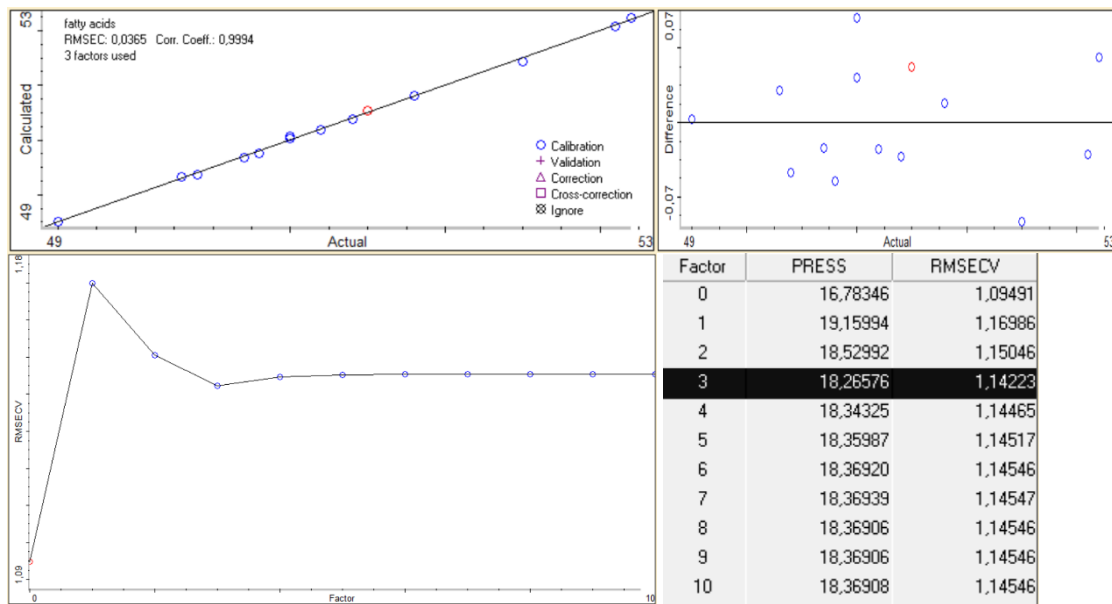 53
fatty acids
RMSEC: 0,0365 Corr. Coeff.: 0,9994
3 factors used
Calculated
49
○ Calibration
+ Validation
△ Correction
□ Cross-correction
⊗ Ignore
49
Actual
53
0,07
Difference
-0,07
49
Actual
53
1,18
RMSECV
1,09
0
Factor
10
Factor PRESS RMSECV
0 16,78346 1,09491
1 19,15994 1,16986
2 18,52992 1,15046
3 18,26576 1,14223
4 18,34325 1,14465
5 18,35987 1,14517
6 18,36920 1,14546
7 18,36939 1,14547
8 18,36906 1,14546
9 18,36906 1,14546
10 18,36908 1,14546